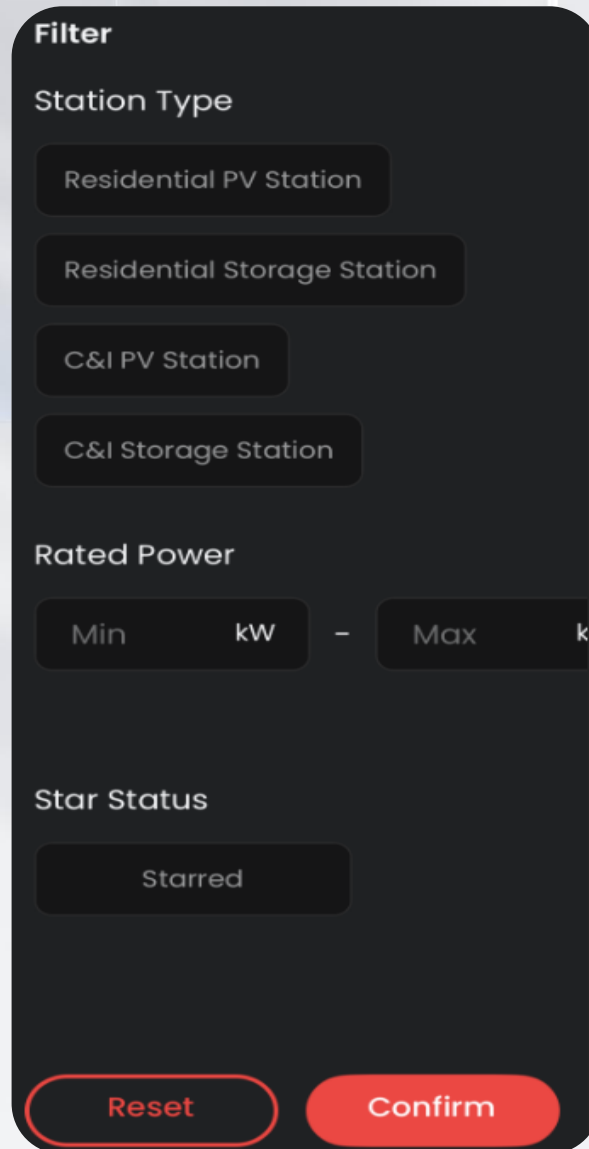 Filter
Station Type
Residential PV Station
Residential Storage Station
C&I PV Station
C&I Storage Station
Rated Power
Min kW - Max k
Star Status
Starred
Reset Confirm